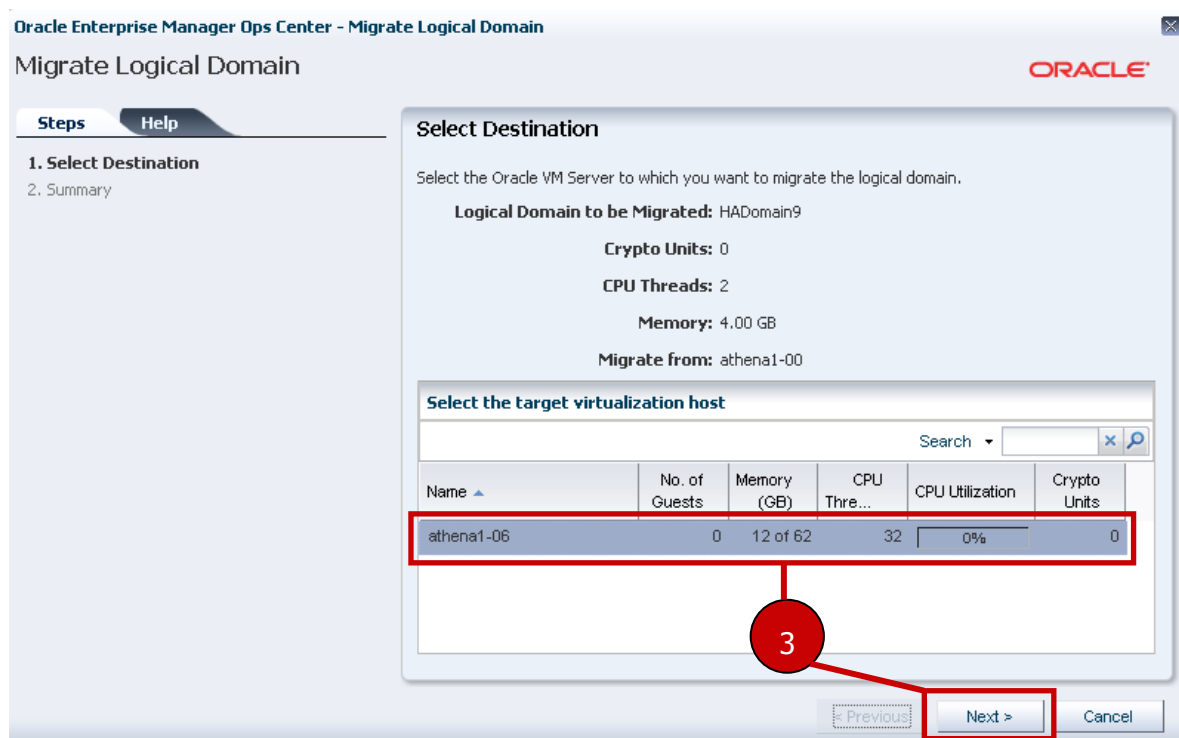 Oracle Enterprise Manager Ops Center - Migrate Logical Domain
Migrate Logical Domain
ORACLE
Steps Help
1. Select Destination
2. Summary
Select Destination
Select the Oracle VM Server to which you want to migrate the logical domain.
Logical Domain to be Migrated: HADomain9
Crypto Units: 0
CPU Threads: 2
Memory: 4.00 GB
Migrate from: athena1-00
Select the target virtualization host
Search
Name No. of Guests Memory (GB) CPU Thre... CPU Utilization Crypto Units
athena1-06 0 12 of 62 32 0% 0
3
< Previous Next > Cancel